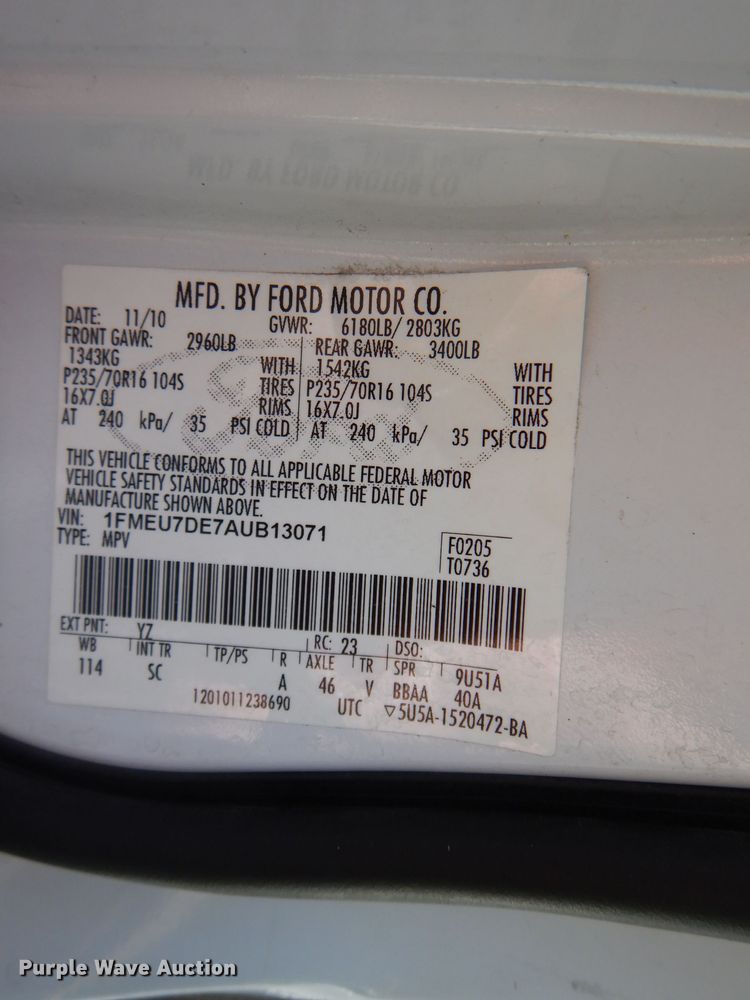 MFD. BY FORD MOTOR CO.
DATE: 11/10 GVWR: 6180LB/ 2803KG
FRONT GAWR: 2960LB REAR GAWR: 3400LB
1343KG WITH 1542KG WITH
P235/70R16 104S TIRES P235/70R16 104S TIRES
16X7.0J RIMS 16X7.0J RIMS
AT 240 kPa/ 35 PSI COLD AT 240 kPa/ 35 PSI COLD
THIS VEHICLE CONFORMS TO ALL APPLICABLE FEDERAL MOTOR
VEHICLE SAFETY STANDARDS IN EFFECT ON THE DATE OF
MANUFACTURE SHOWN ABOVE.
VIN: 1FMEU7DE7AUB13071
TYPE: MPV
F0205
T0736
EXT PNT: YZ RC: 23 DSO:
WB INT TR TP/PS R AXLE TR SPR 9U51A
114 SC A 46 V BBAA 40A
1201011238690 UTC ▽5U5A-1520472-BA
Purple Wave Auction